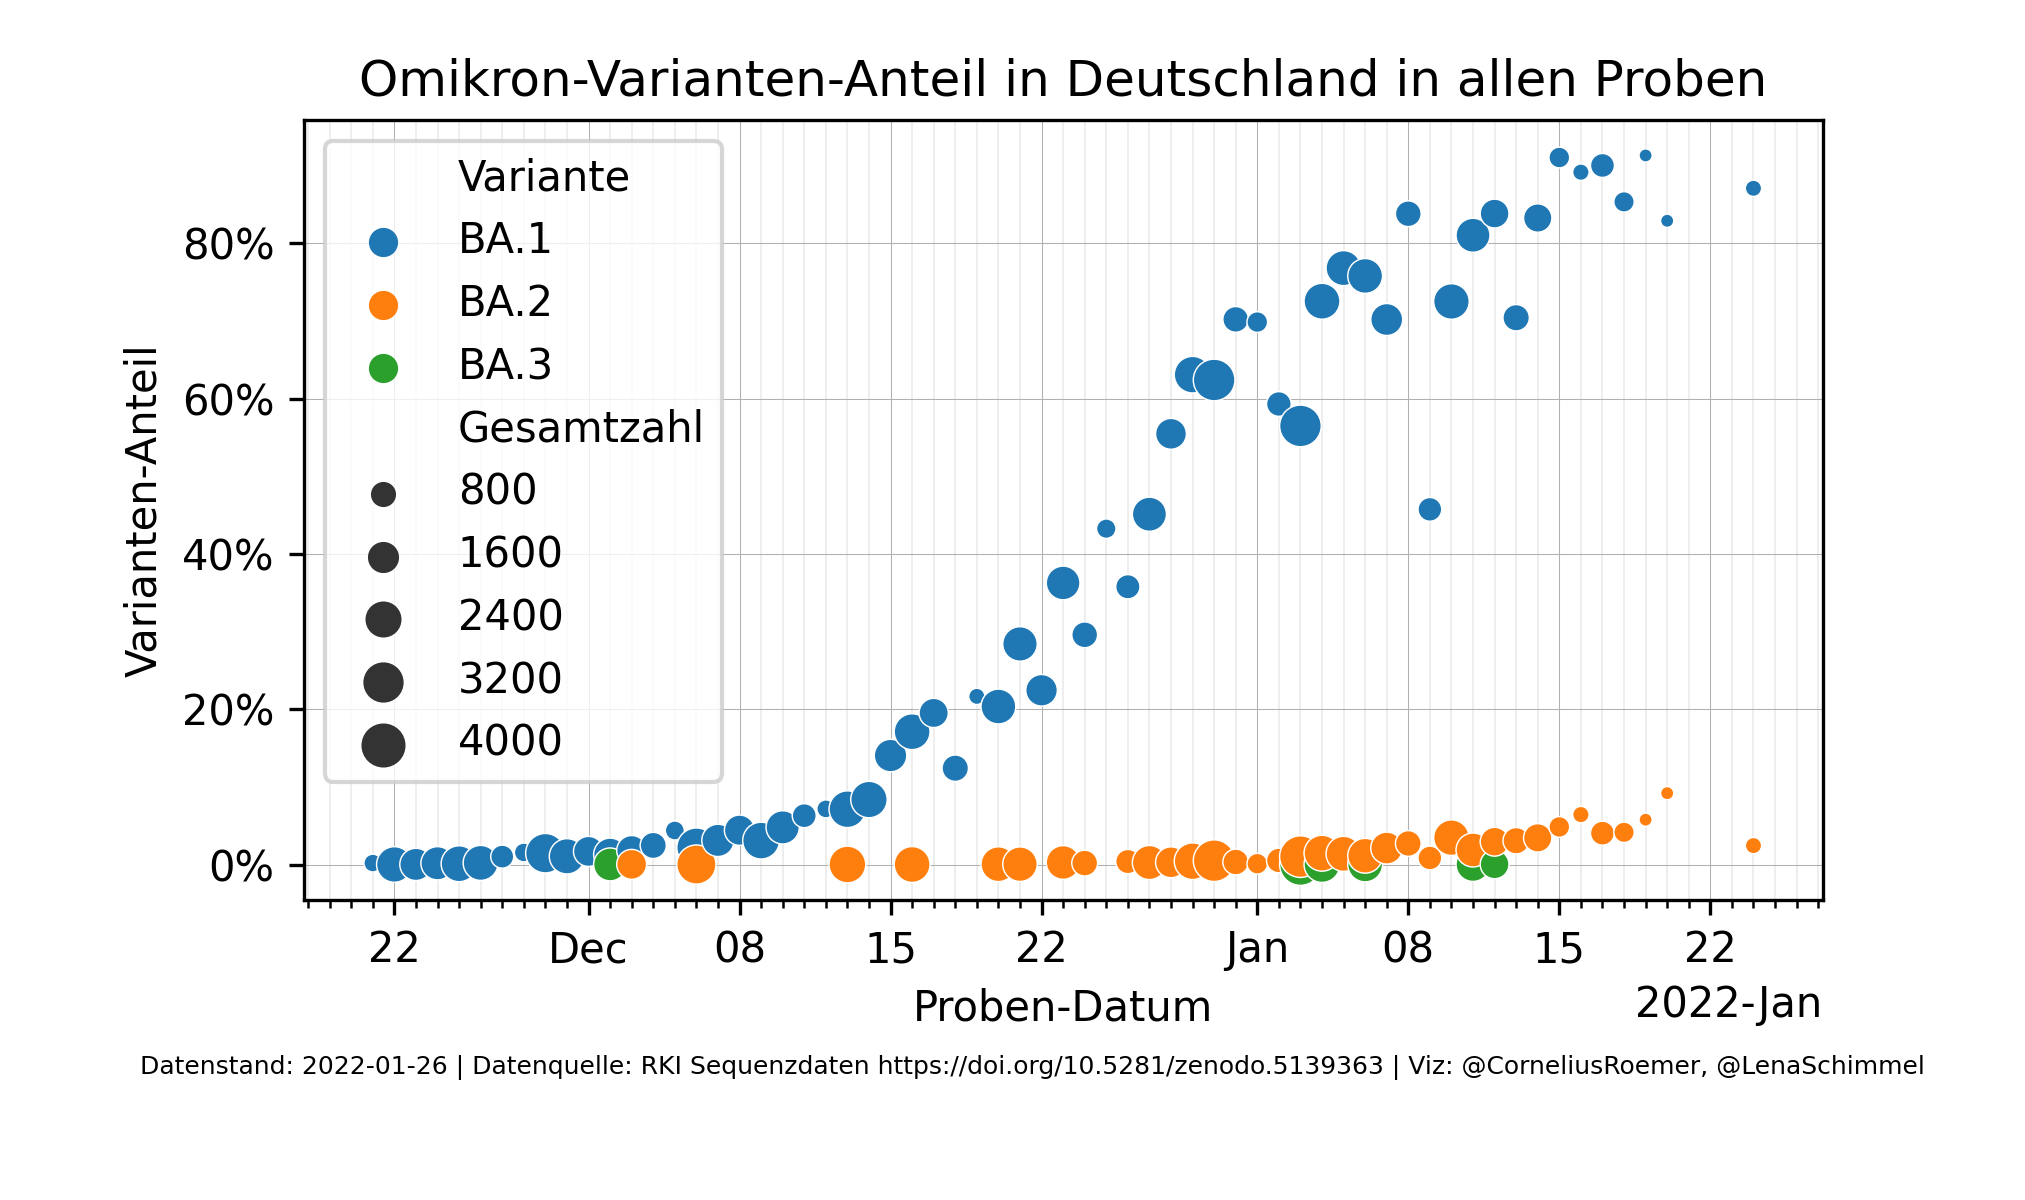 Omikron-Varianten-Anteil in Deutschland in allen Proben
Varianten-Anteil
80%
60%
40%
20%
0%
Variante
BA.1
BA.2
BA.3
Gesamtzahl
800
1600
2400
3200
4000
22 Dec 08 15 22 Jan 08 15 22
Proben-Datum
2022-Jan
Datenstand: 2022-01-26 | Datenquelle: RKI Sequenzdaten https://doi.org/10.5281/zenodo.5139363 | Viz: @CorneliusRoemer, @LenaSchimmel